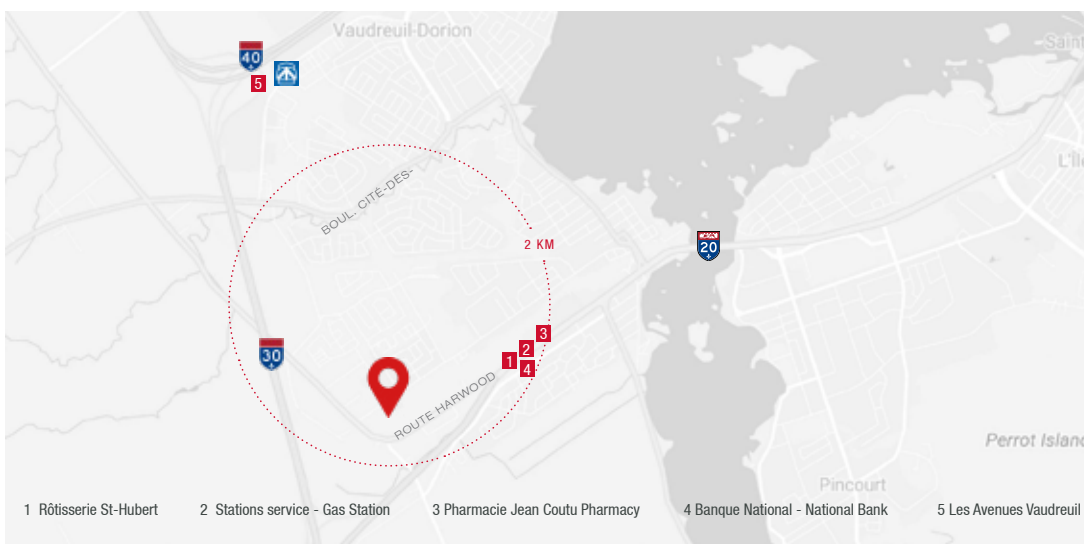 Vaudreuil-Dorion
40
5
Saint
BOUL. CITÉ-DES-
L'Île
2 KM
20
3
2
1
4
30
ROUTE HARWOOD
Perrot Island
Pincourt
1 Rôtisserie St-Hubert
2 Stations service - Gas Station
3 Pharmacie Jean Coutu Pharmacy
4 Banque National - National Bank
5 Les Avenues Vaudreuil